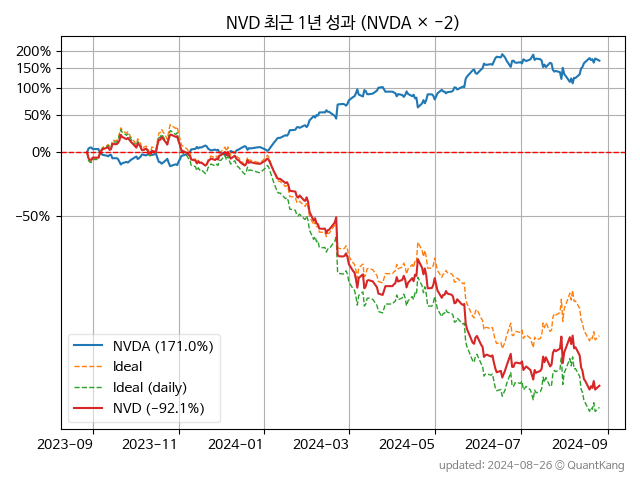 NVD 최근 1년 성과 (NVDA × −2)
200%
150%
100%
50%
0%
−50%
NVDA (171.0%)
Ideal
Ideal (daily)
NVD (−92.1%)
2023-09
2023-11
2024-01
2024-03
2024-05
2024-07
2024-09
updated: 2024-08-26 © QuantKang